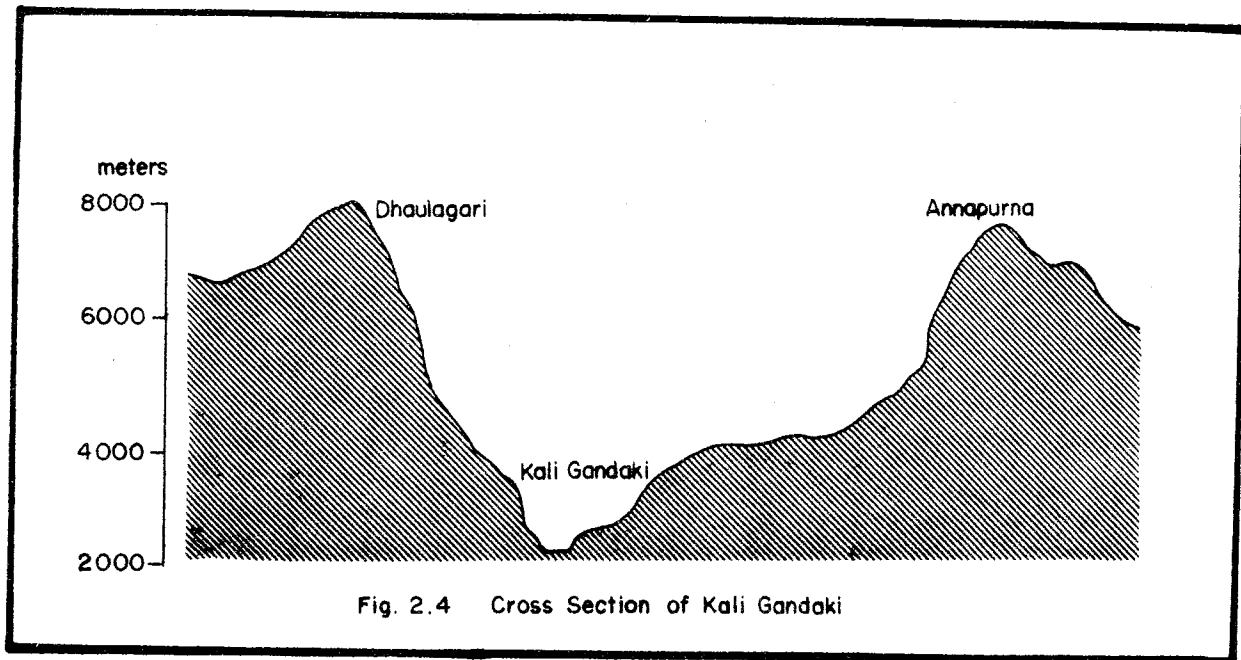 meters
8000
Dhaulagari
Annapurna
6000
4000
Kali Gandaki
2000
Fig. 2.4 Cross Section of Kali Gandaki